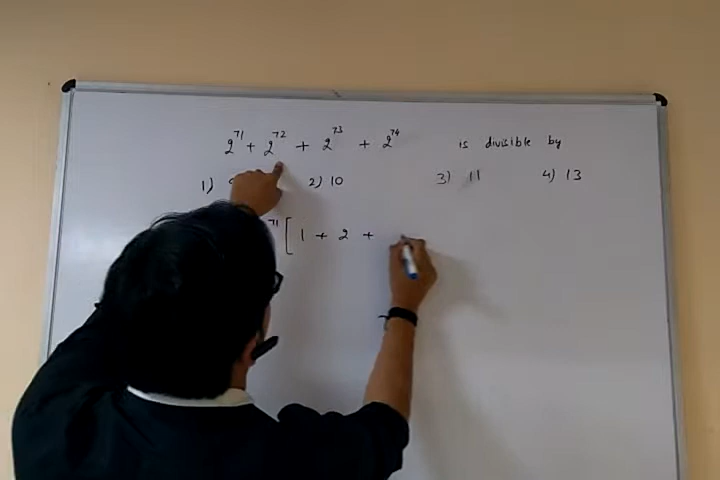 2^71 + 2^72 + 2^73 + 2^74 is divisible by
1) 2) 10 3) 11 4) 13
71 [ 1 + 2 +